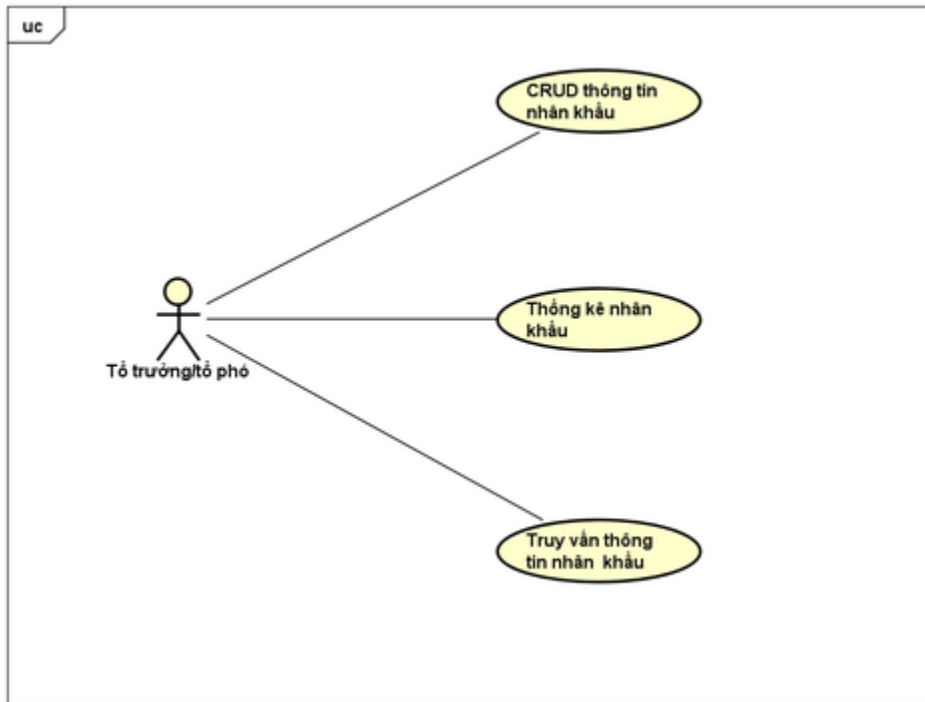 uc
CRUD thông tin
nhân khẩu
Thống kê nhân
khẩu
Tổ trưởng/tổ phó
Truy vấn thông
tin nhân khẩu